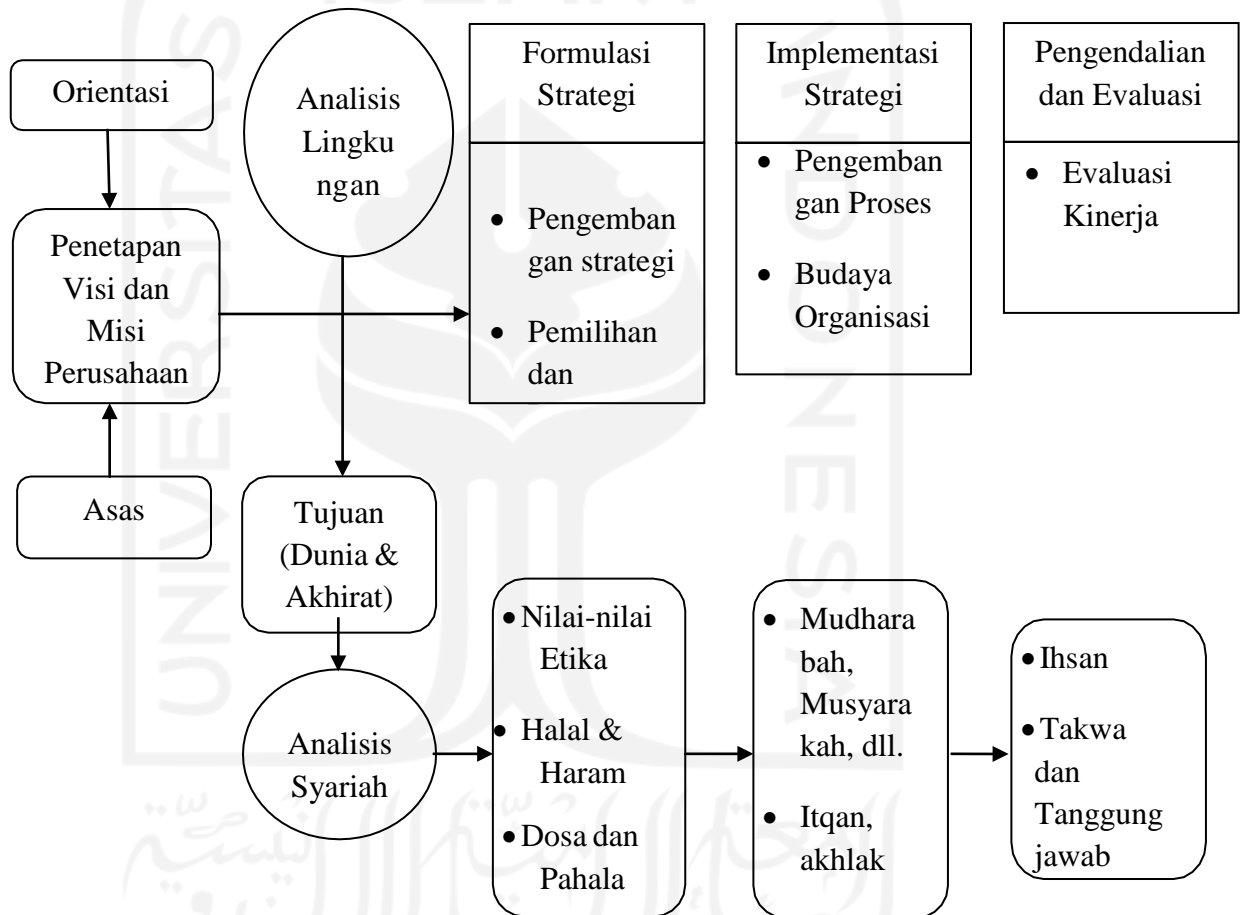 Orientasi
Penetapan
Visi dan
Misi
Perusahaan
Asas
Analisis
Lingku
ngan
Tujuan
(Dunia &
Akhirat)
Analisis
Syariah
Formulasi
Strategi
• Pengemban
gan strategi
• Pemilihan
dan
Implementasi
Strategi
• Pengemban
gan Proses
• Budaya
Organisasi
Pengendalian
dan Evaluasi
• Evaluasi
Kinerja
• Nilai-nilai
Etika
• Halal &
Haram
• Dosa dan
Pahala
• Mudhara
bah,
Musyara
kah, dll.
• Itqan,
akhlak
• Ihsan
• Takwa
dan
Tanggung
jawab
UNIVERSITAS
INDONESIA